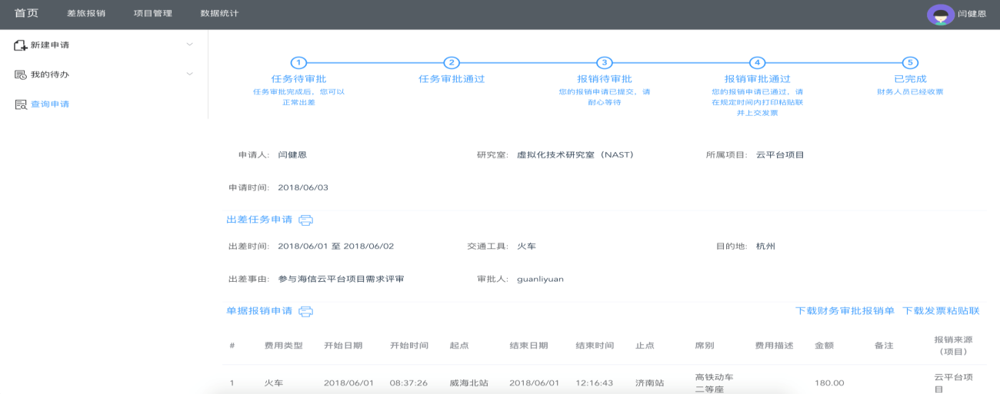 首页 差旅报销 项目管理 数据统计 闫健恩
新建申请
我的待办
查询申请
1 2 3 4 5
任务待审批 任务审批通过 报销待审批 报销审批通过 已完成
任务审批完成后，您可以 您的报销申请已提交，请 您的报销申请已通过，请 财务人员已经收票
正常出差 耐心等待 在规定时间内打印粘贴联
并上交发票
申请人: 闫健恩 研究室: 虚拟化技术研究室（NAST） 所属项目: 云平台项目
申请时间: 2018/06/03
出差任务申请
出差时间: 2018/06/01 至 2018/06/02 交通工具: 火车 目的地: 杭州
出差事由: 参与海信云平台项目需求评审 审批人: guanliyuan
单据报销申请 下载财务审批报销单 下载发票粘贴联
# 费用类型 开始日期 开始时间 起点 结束日期 结束时间 止点 席别 费用描述 金额 备注 报销来源
（项目）
1 火车 2018/06/01 08:37:26 威海北站 2018/06/01 12:16:43 济南站 高铁动车 180.00 云平台项
二等座 目